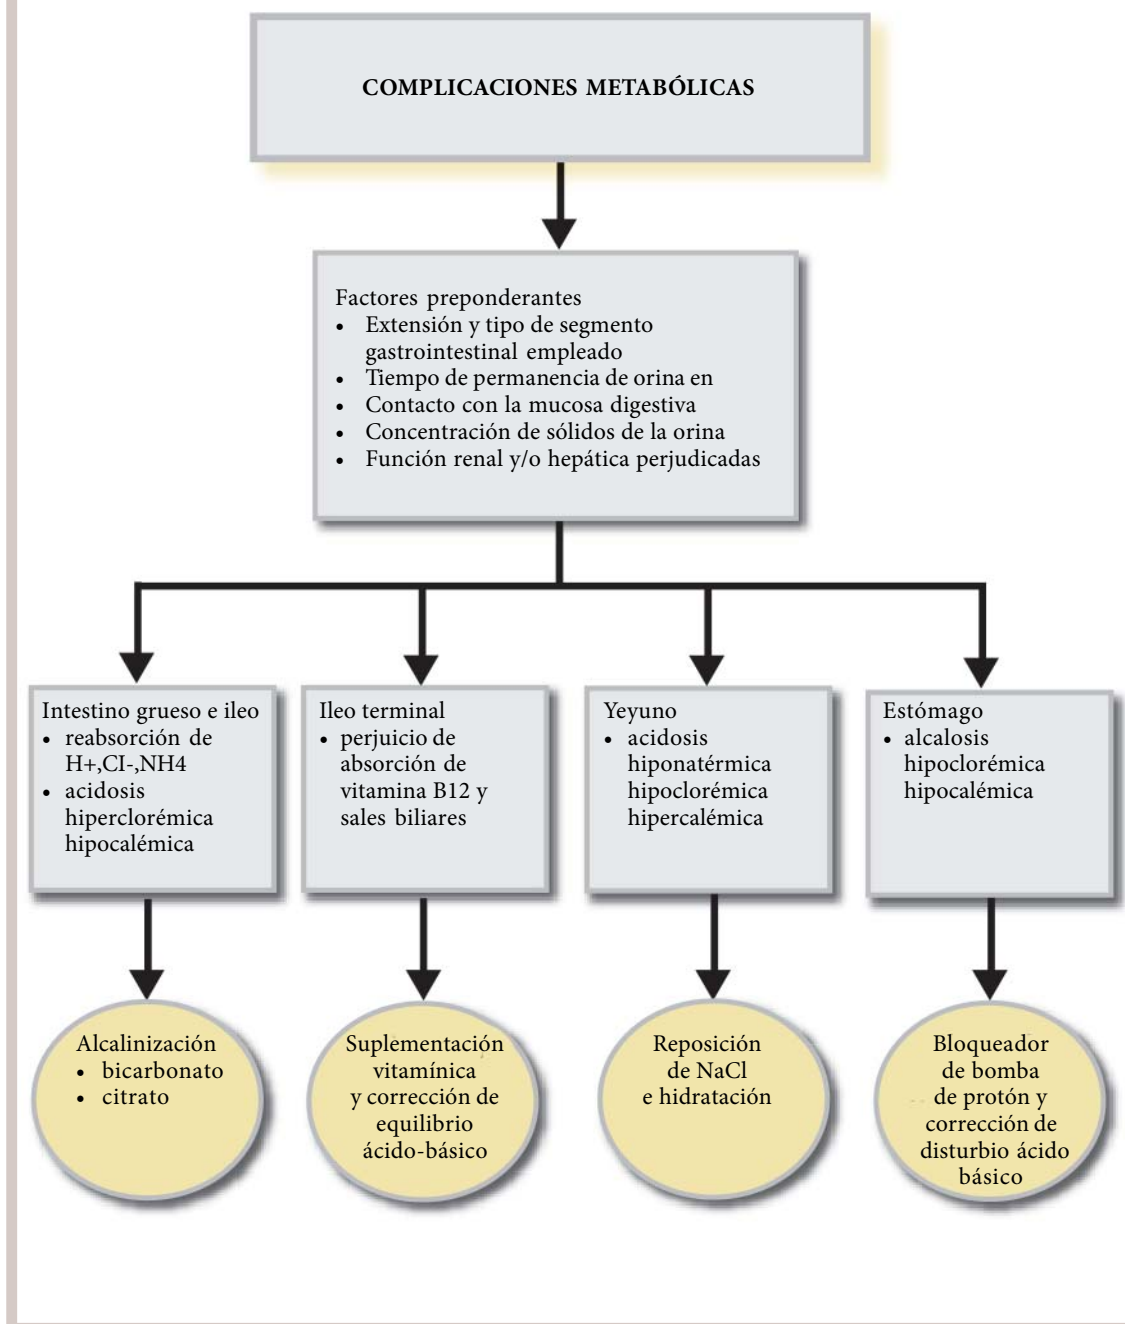 COMPLICACIONES METABÓLICAS
Factores preponderantes
• Extensión y tipo de segmento
gastrointestinal empleado
• Tiempo de permanencia de orina en
• Contacto con la mucosa digestiva
• Concentración de sólidos de la orina
• Función renal y/o hepática perjudicadas
Intestino grueso e ileo
• reabsorción de
H+,CI-,NH4
• acidosis
hiperclorémica
hipocalémica
Ileo terminal
• perjuicio de
absorción de
vitamina B12 y
sales biliares
Yeyuno
• acidosis
hiponatérmica
hipoclorémica
hipercalémica
Estómago
• alcalosis
hipoclorémica
hipocalémica
Alcalinización
• bicarbonato
• citrato
Suplementación
vitamínica
y corrección de
equilibrio
ácido-básico
Reposición
de NaCl
e hidratación
Bloqueador
de bomba
de protón y
corrección de
disturbio ácido
básico